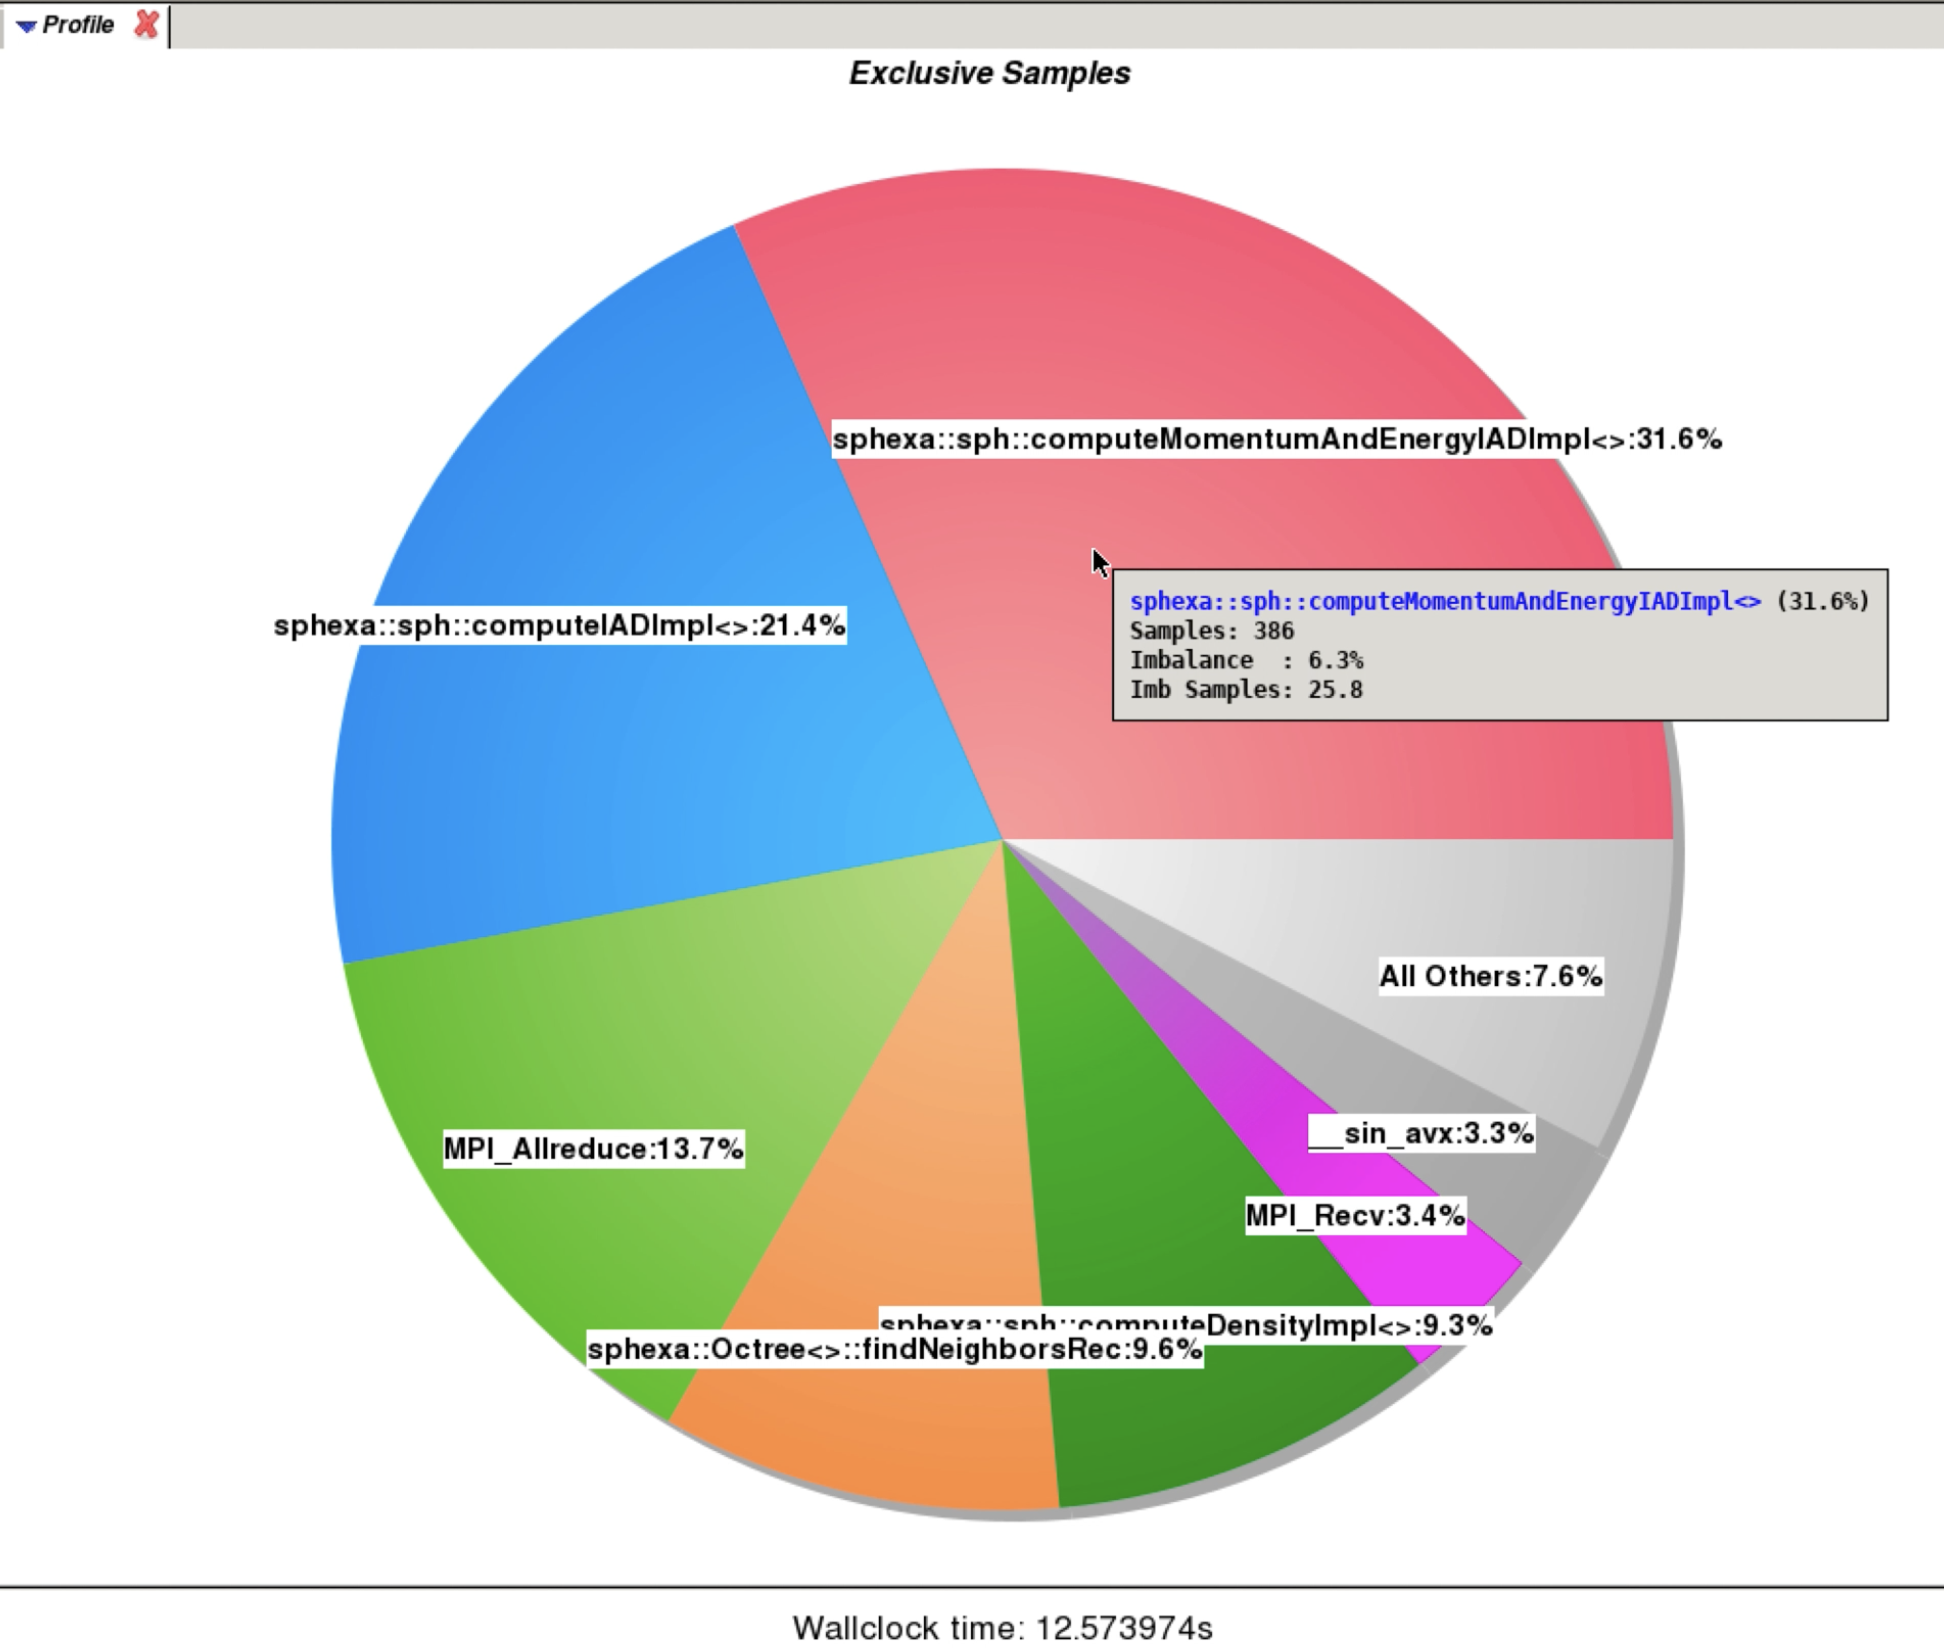 Profile
Exclusive Samples
sphexa::sph::computeMomentumAndEnergyIADImpl<>:31.6%
sphexa::sph::computeMomentumAndEnergyIADImpl<> (31.6%)
Samples: 386
Imbalance  : 6.3%
Imb Samples: 25.8
sphexa::sph::computeIADImpl<>:21.4%
All Others:7.6%
__sin_avx:3.3%
MPI_Allreduce:13.7%
MPI_Recv:3.4%
sphexa::sph::computeDensityImpl<>:9.3%
sphexa::Octree<>::findNeighborsRec:9.6%
Wallclock time: 12.573974s